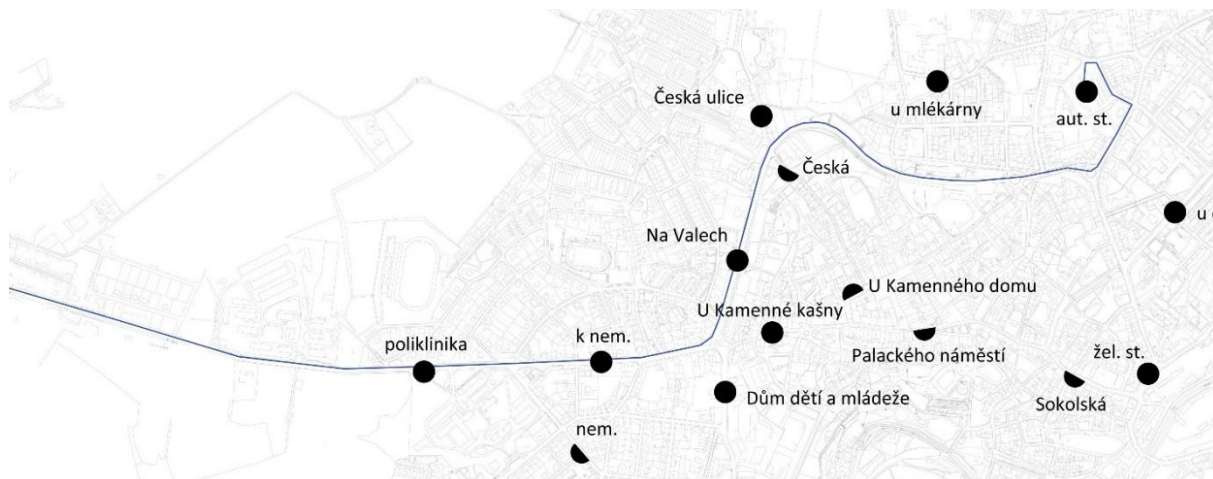 Česká ulice
u mlékárny
aut. st.
Česká
u
Na Valech
U Kamenného domu
U Kamenné kašny
poliklinika
k nem.
Palackého náměstí
žel. st.
Dům dětí a mládeže
Sokolská
nem.